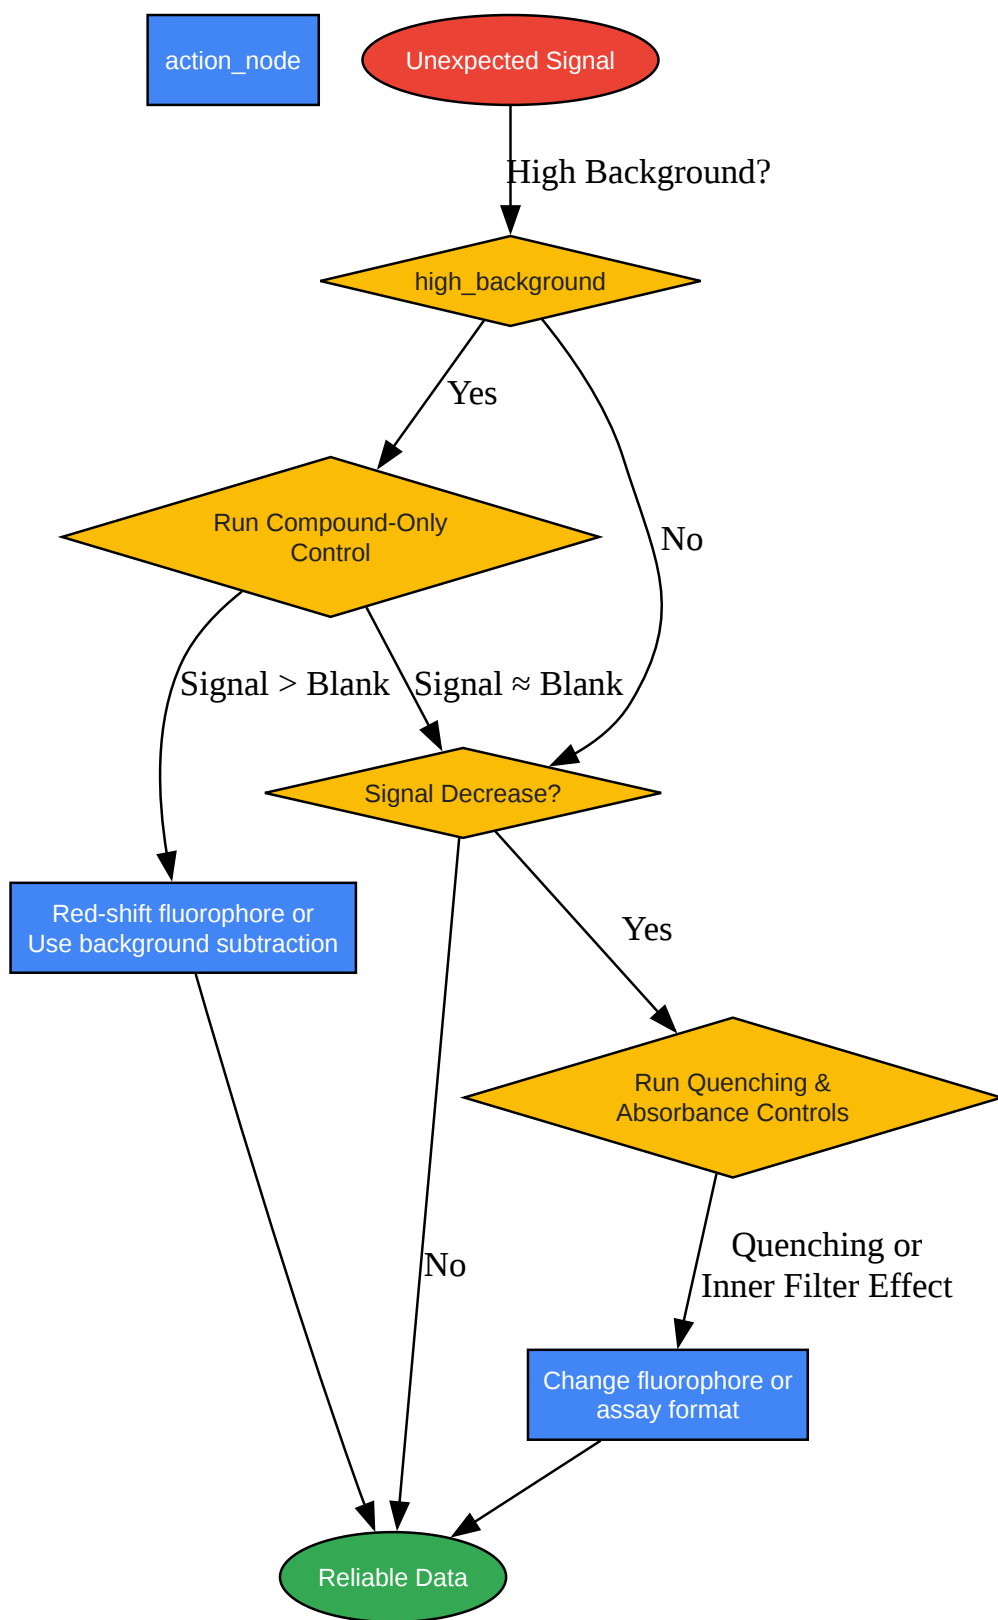 action_node
Unexpected Signal
High Background?
high_background
Yes
Run Compound-Only
Control
No
Signal > Blank
Signal ≈ Blank
Signal Decrease?
Red-shift fluorophore or
Use background subtraction
Yes
Run Quenching &
Absorbance Controls
No
Quenching or
Inner Filter Effect
Change fluorophore or
assay format
Reliable Data